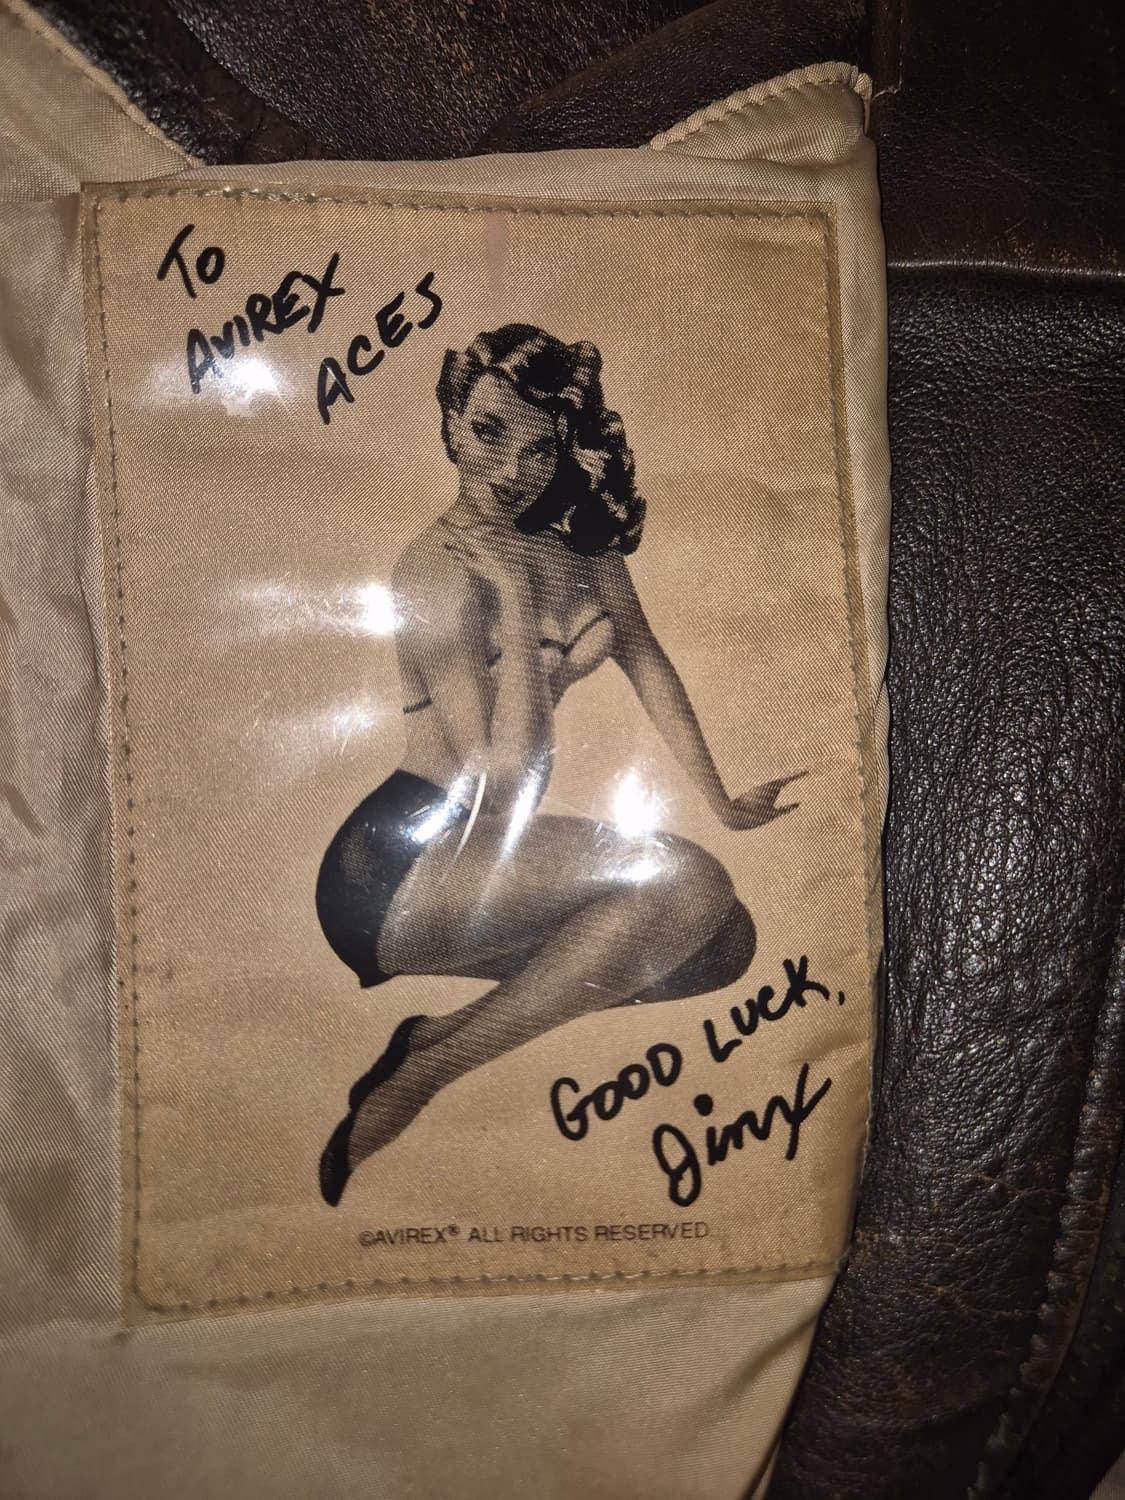 TO
AVIREX
ACES
GOOD LUCK,
Jinx
©AVIREX® ALL RIGHTS RESERVED